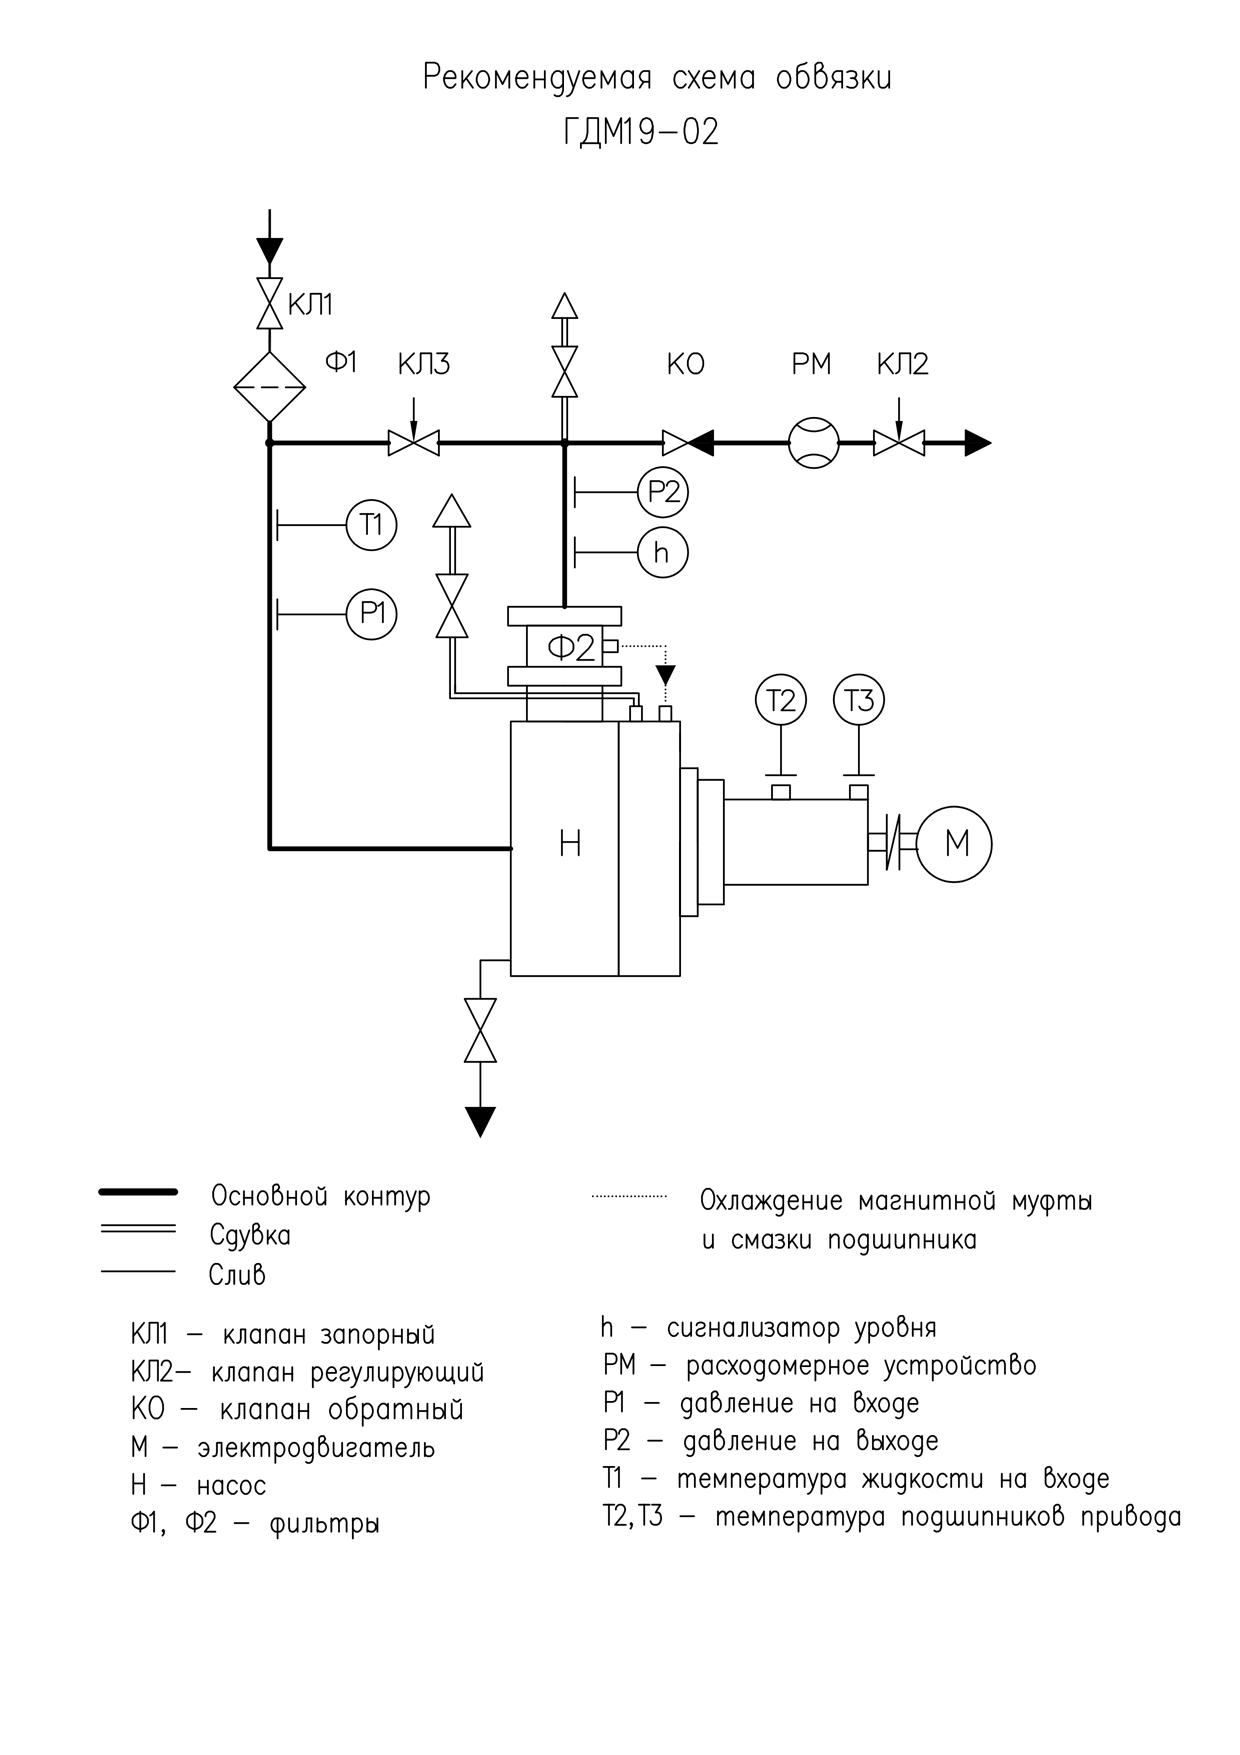 Рекомендуемая схема обвязки
ГДМ19-02
КЛ1
Ф1 КЛ3 КО РМ КЛ2
Р2
Т1
h
Р1
Ф2
Т2 Т3
Н
М
Основной контур
Сдувка
Слив
Охлаждение магнитной муфты
и смазки подшипника
КЛ1 – клапан запорный
КЛ2– клапан регулирующий
КО – клапан обратный
М – электродвигатель
Н – насос
Ф1, Ф2 – фильтры
h – сигнализатор уровня
РМ – расходомерное устройство
Р1 – давление на входе
Р2 – давление на выходе
Т1 – температура жидкости на входе
Т2,Т3 – температура подшипников привода